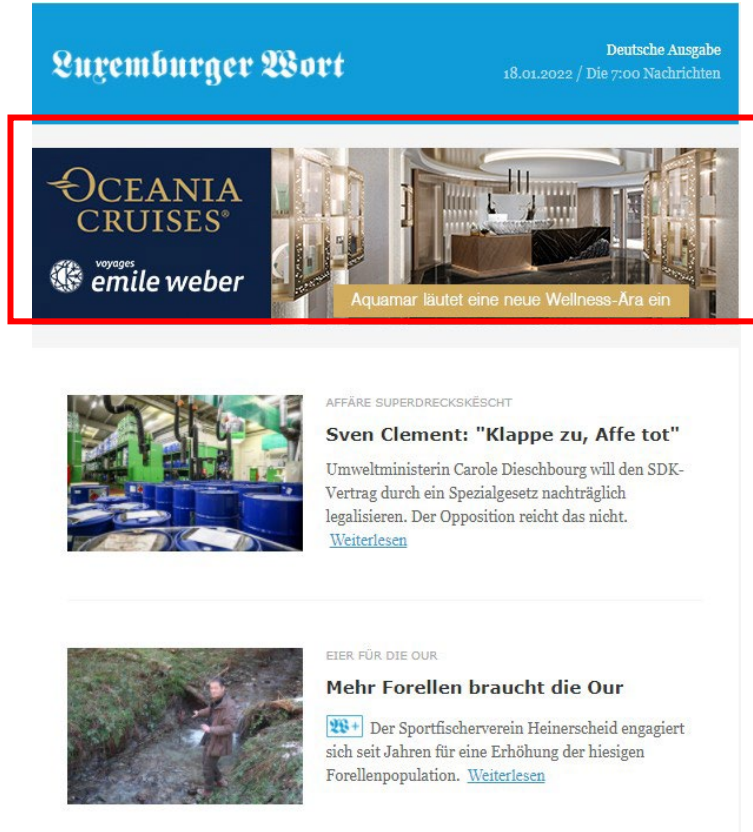 Luxemburger Wort
Deutsche Ausgabe
18.01.2022 / Die 7:00 Nachrichten
OCEANIA
CRUISES®
voyages
emile weber
Aquamar läutet eine neue Wellness-Ära ein
AFFÄRE SUPERDRECKSKËSCHT
Sven Clement: "Klappe zu, Affe tot"
Umweltministerin Carole Dieschbourg will den SDK-
Vertrag durch ein Spezialgesetz nachträglich
legalisieren. Der Opposition reicht das nicht.
Weiterlesen
EIER FÜR DIE OUR
Mehr Forellen braucht die Our
W+ Der Sportfischerverein Heinerscheid engagiert
sich seit Jahren für eine Erhöhung der hiesigen
Forellenpopulation. Weiterlesen